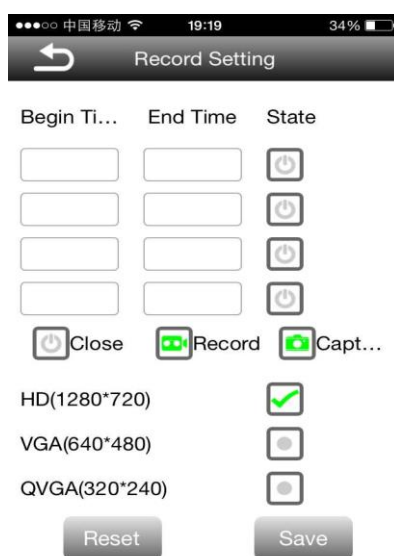 中国移动 19:19 34%
Record Setting
Begin Ti... End Time State
Close Record Capt...
HD(1280*720)
VGA(640*480)
QVGA(320*240)
Reset Save